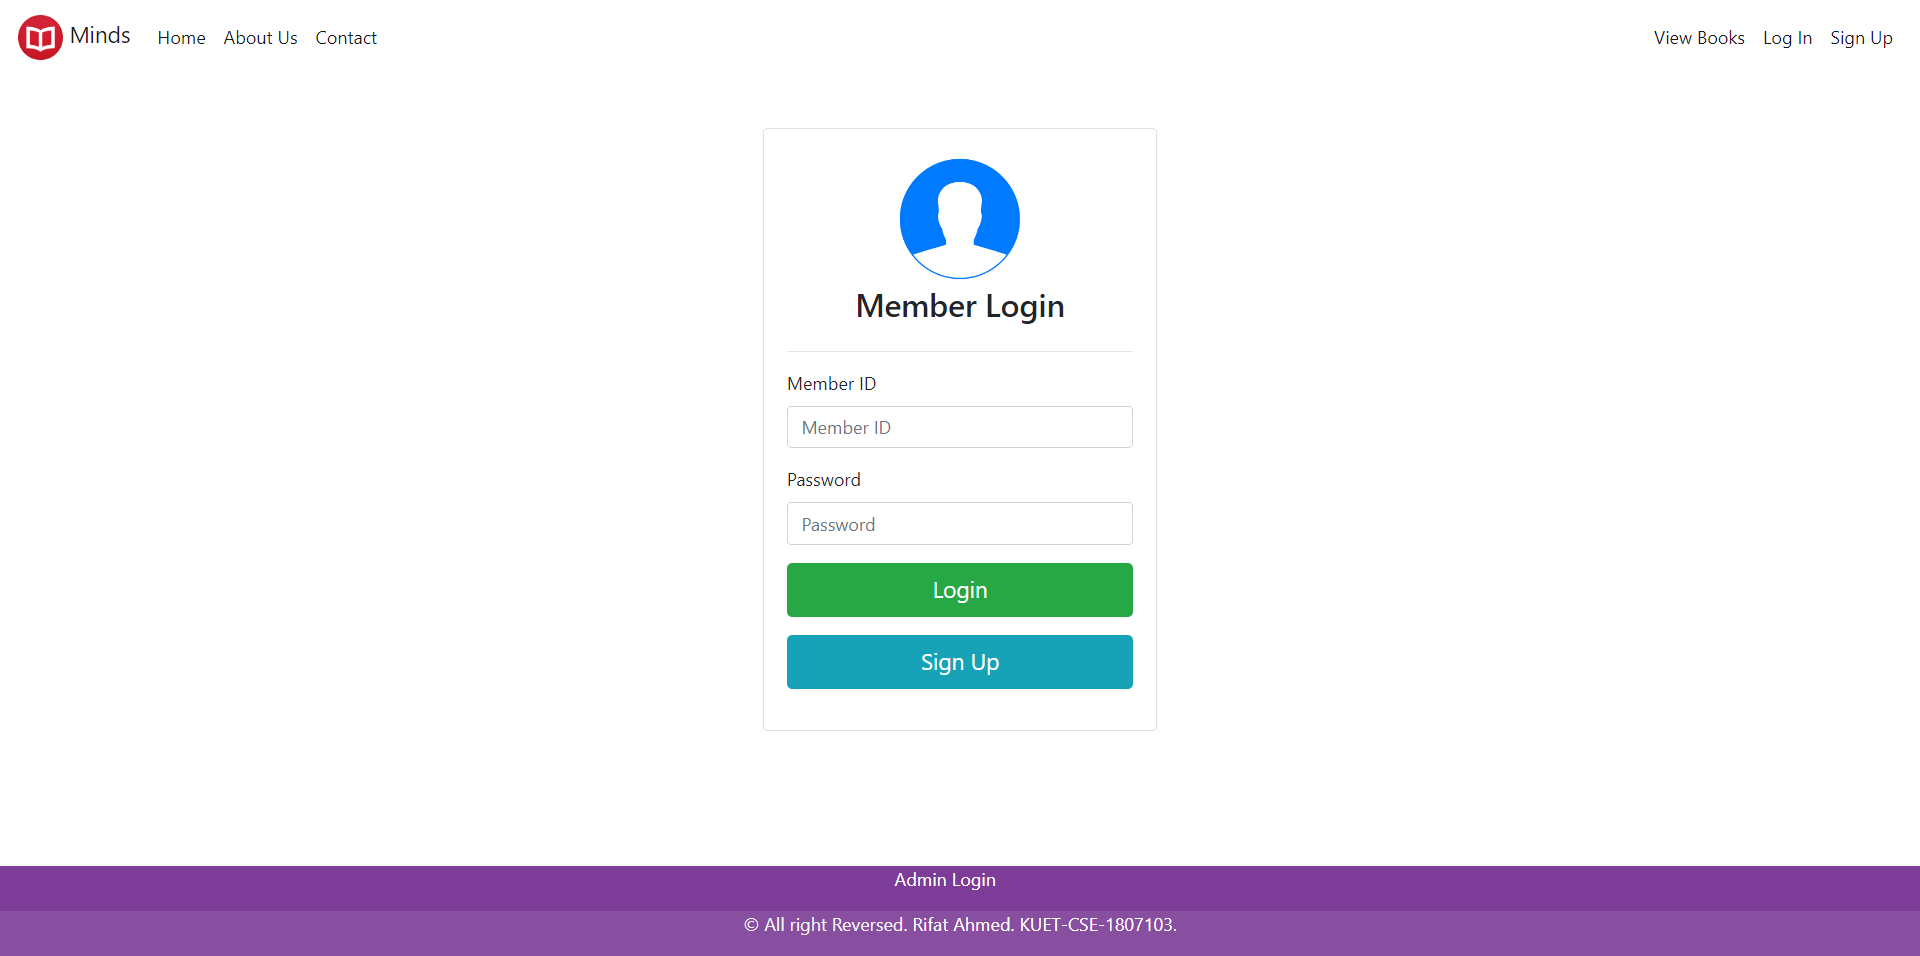 Minds Home About Us Contact View Books Log In Sign Up
Member Login
Member ID
Member ID
Password
Password
Login
Sign Up
Admin Login
© All right Reversed. Rifat Ahmed. KUET-CSE-1807103.